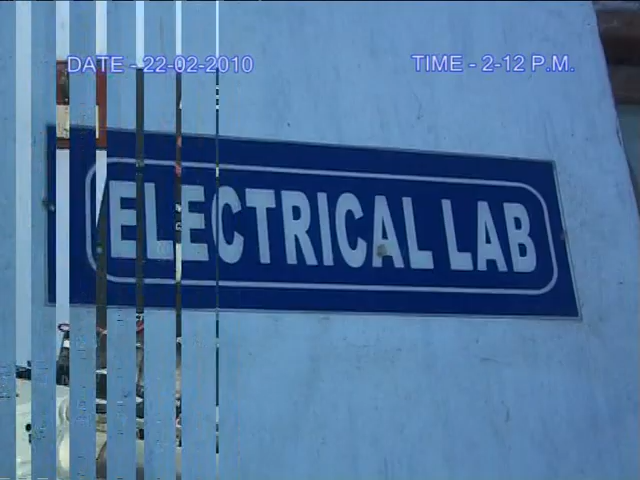 DATE - 22-02-2010
TIME - 2-12 P.M.
ELECTRICAL LAB